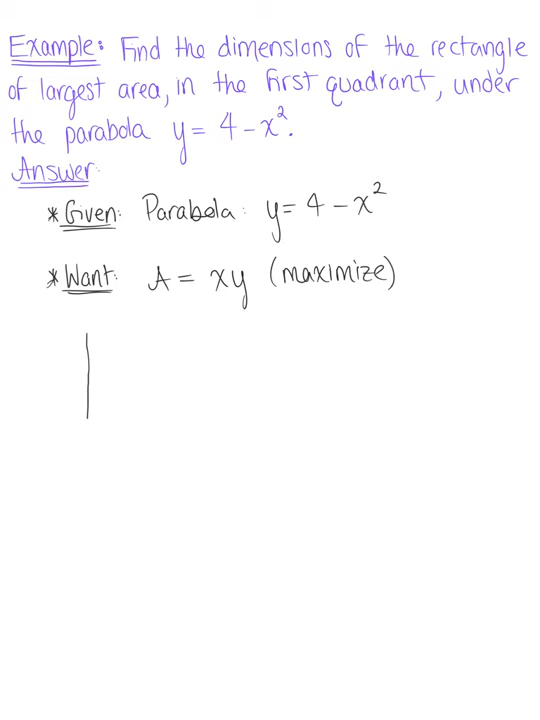 Example: Find the dimensions of the rectangle
of largest area, in the first quadrant, under
the parabola y = 4 - x².
Answer:
*Given: Parabola: y = 4 - x²
*Want: A = xy (maximize)